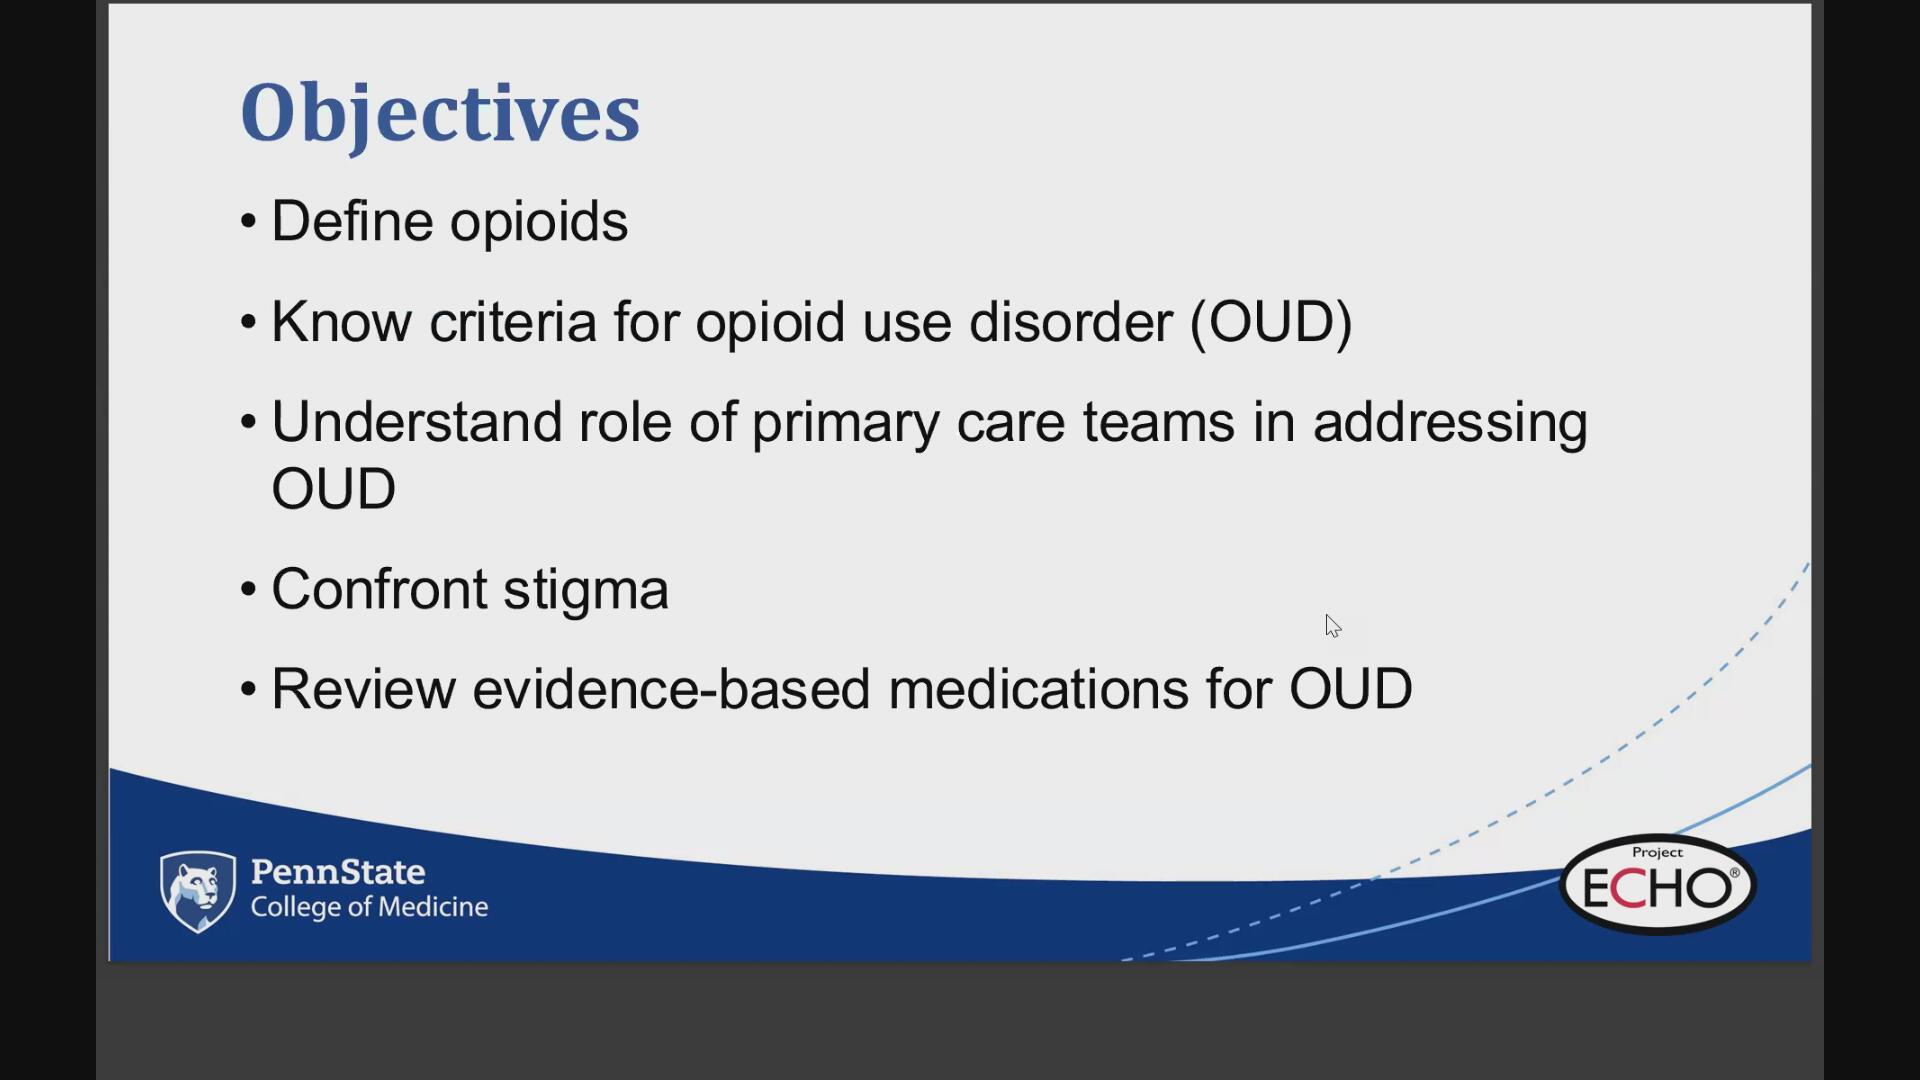 Objectives
• Define opioids
• Know criteria for opioid use disorder (OUD)
• Understand role of primary care teams in addressing
OUD
• Confront stigma
• Review evidence-based medications for OUD
PennState
College of Medicine
Project
ECHO®